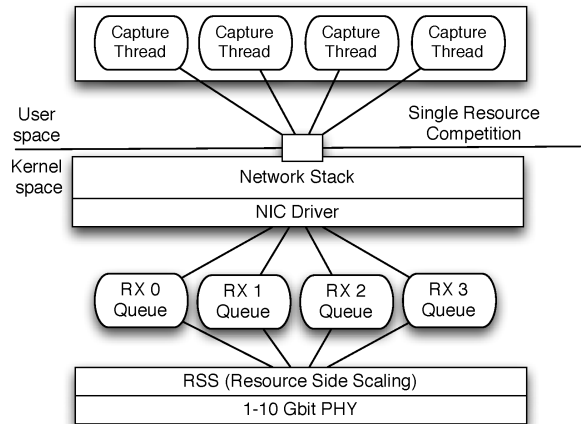 Capture
Thread
Capture
Thread
Capture
Thread
Capture
Thread
User
space
Single Resource
Competition
Kernel
space
Network Stack
NIC Driver
RX 0
Queue
RX 1
Queue
RX 2
Queue
RX 3
Queue
RSS (Resource Side Scaling)
1-10 Gbit PHY